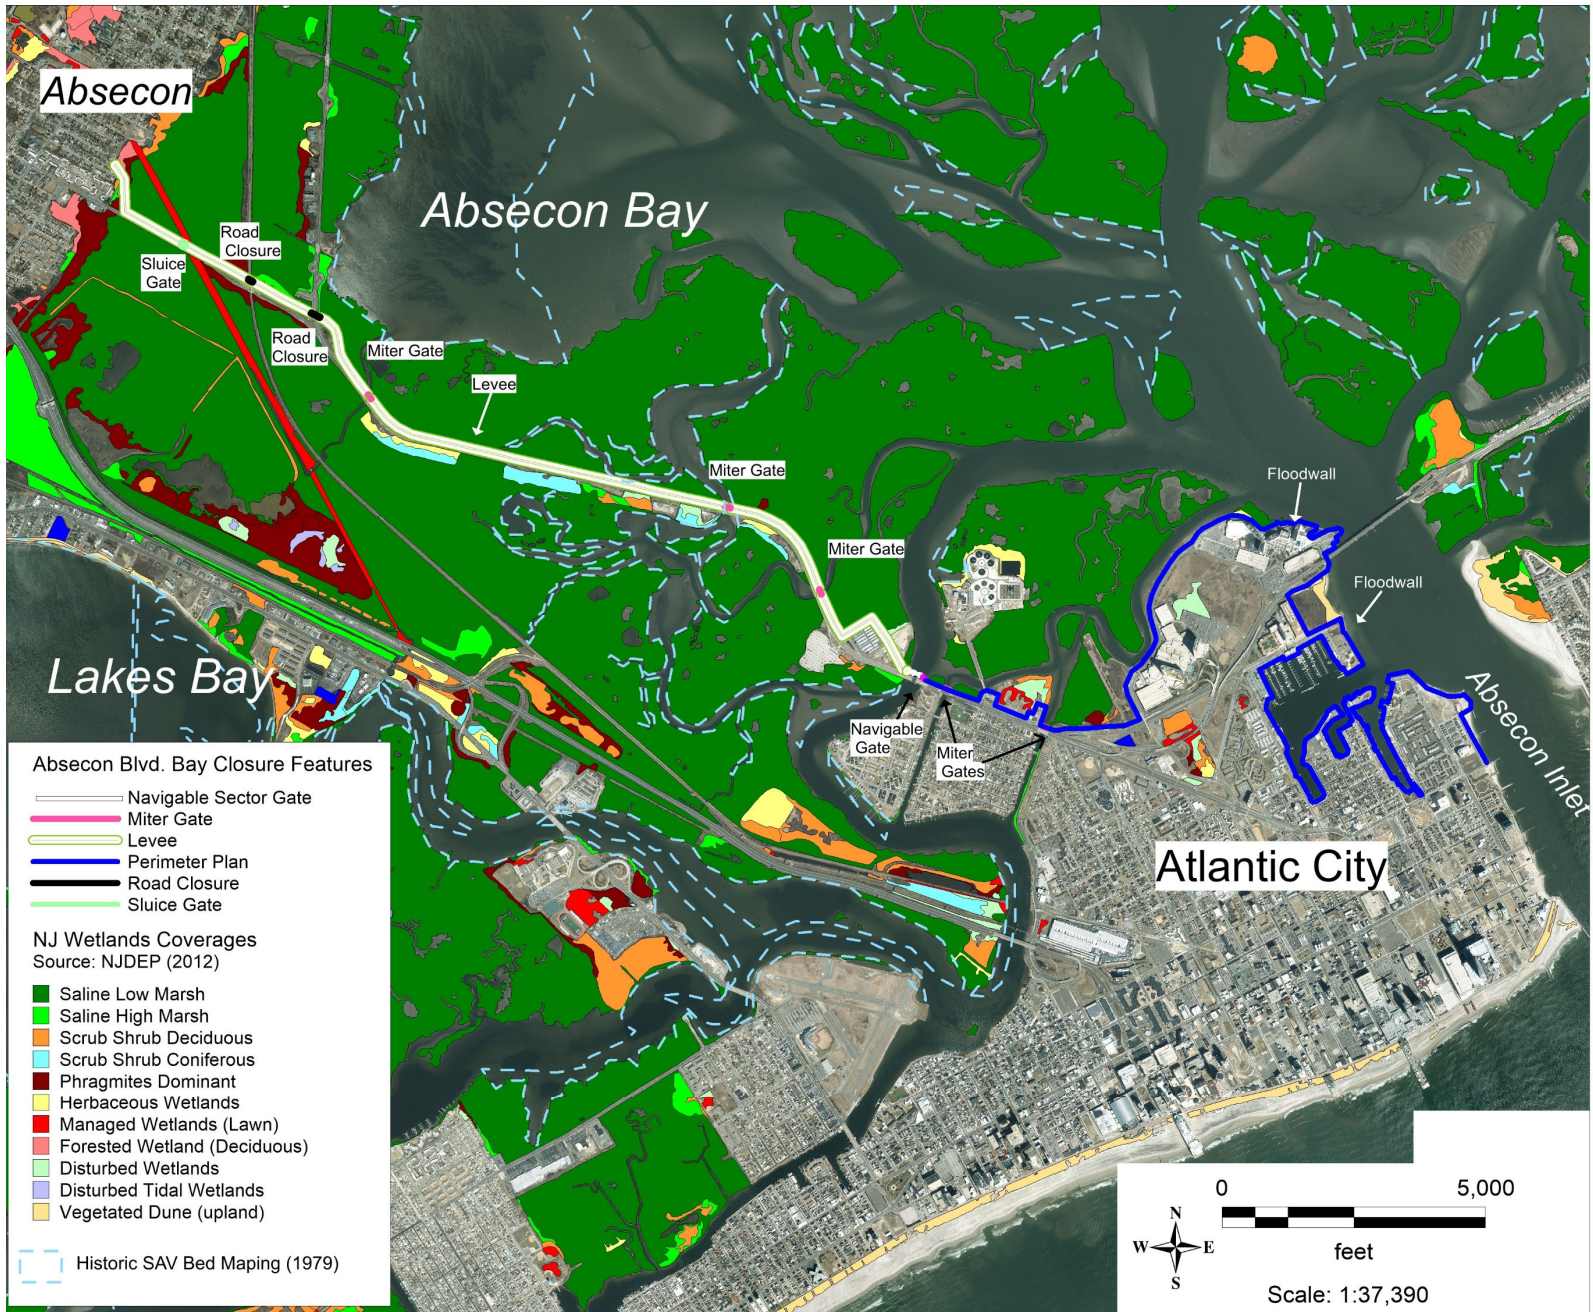 Absecon
Absecon Bay
Road
Closure
Sluice
Gate
Road
Closure
Miter Gate
Levee
Miter Gate
Floodwall
Miter Gate
Floodwall
Lakes Bay
Absecon Inlet
Navigable
Gate
Miter
Gates
Atlantic City
Absecon Blvd. Bay Closure Features
Navigable Sector Gate
Miter Gate
Levee
Perimeter Plan
Road Closure
Sluice Gate
NJ Wetlands Coverages
Source: NJDEP (2012)
Saline Low Marsh
Saline High Marsh
Scrub Shrub Deciduous
Scrub Shrub Coniferous
Phragmites Dominant
Herbaceous Wetlands
Managed Wetlands (Lawn)
Forested Wetland (Deciduous)
Disturbed Wetlands
Disturbed Tidal Wetlands
Vegetated Dune (upland)
Historic SAV Bed Maping (1979)
0 5,000
feet
N
W E
S
Scale: 1:37,390